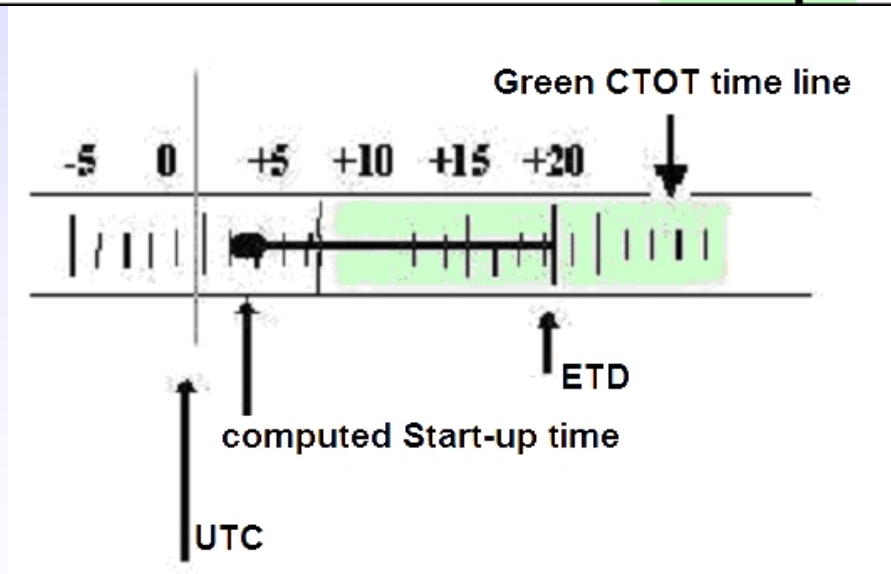 Green CTOT time line
-5 0 +5 +10 +15 +20
ETD
computed Start-up time
UTC